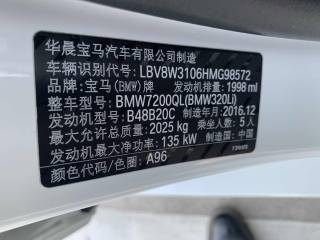 华晨宝马汽车有限公司制造
车辆识别代号: LBV8W3106HMG98572
品牌: 宝马(BMW)牌 发动机排量: 1998 ml
整车型号: BMW7200QL(BMW320Li)
发动机型号: B48B20C 制造年月: 2016.12
最大允许总质量: 2025 kg 乘坐人数: 5人
发动机最大净功率: 135 kW 制造国: 中国
颜色代码/色圈: A96